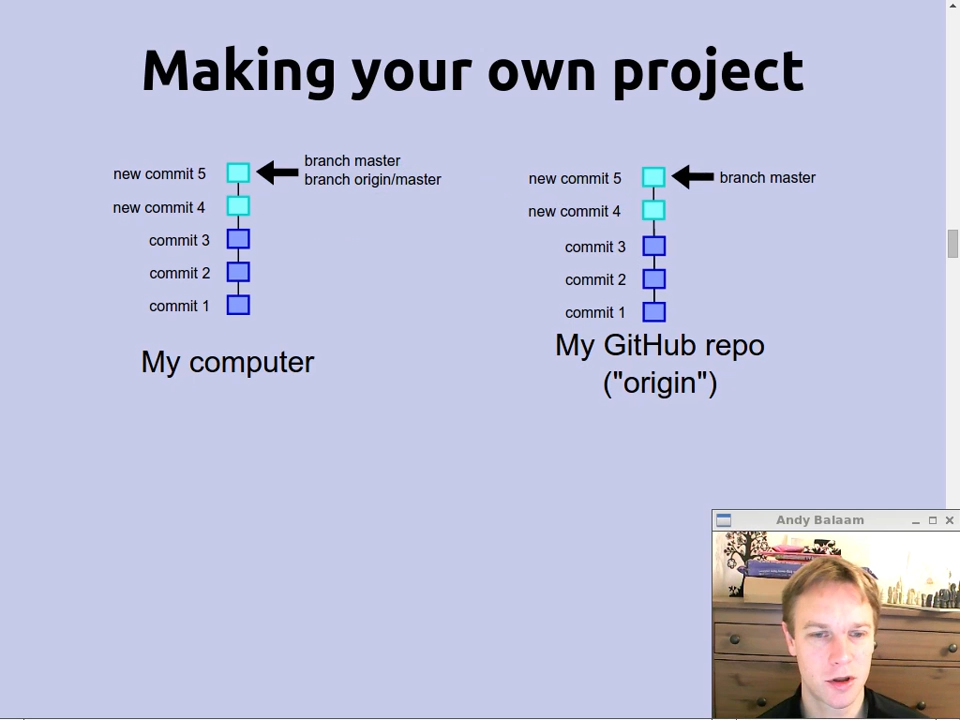 Making your own project
new commit 5
branch master
branch origin/master
new commit 4
commit 3
commit 2
commit 1
My computer
new commit 5
branch master
new commit 4
commit 3
commit 2
commit 1
My GitHub repo
("origin")
Andy Balaam